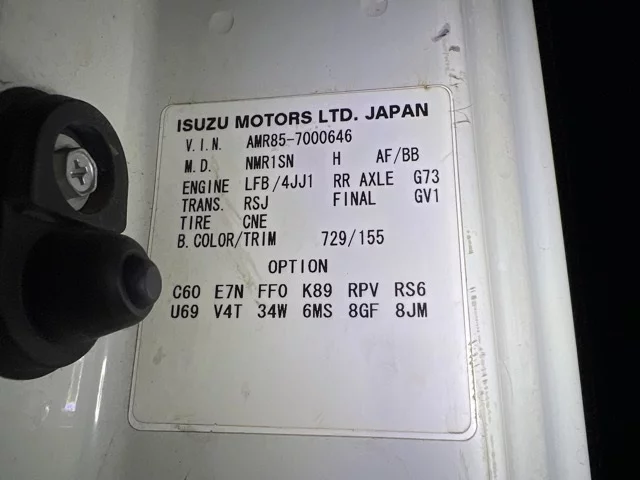 ISUZU MOTORS LTD. JAPAN
V.I.N. AMR85-7000646
M.D. NMR1SN H AF/BB
ENGINE LFB/4JJ1 RR AXLE G73
TRANS. RSJ FINAL GV1
TIRE CNE
B.COLOR/TRIM 729/155
OPTION
C60 E7N FF0 K89 RPV RS6
U69 V4T 34W 6MS 8GF 8JM